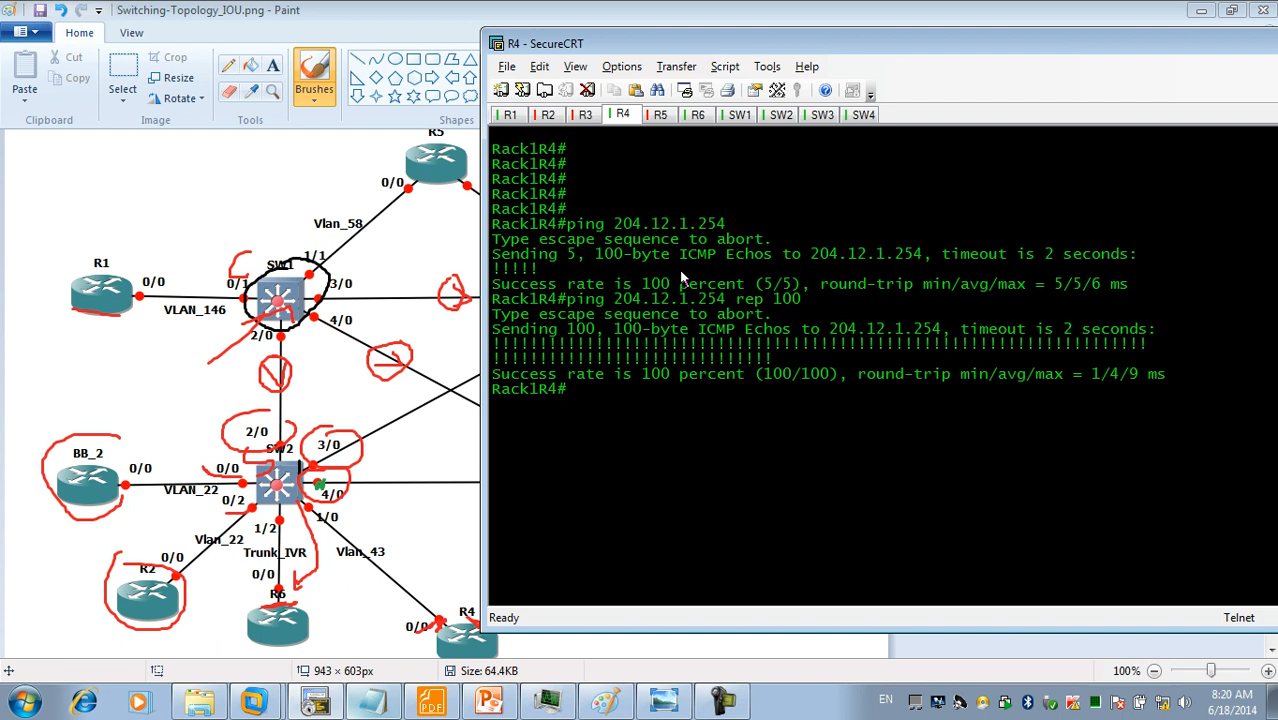 Switching-Topology_IOU.png - Paint
Home
View
Paste
Cut
Copy
Clipboard
Select
Crop
Resize
Rotate
Image
A
Tools
Brushes
Shapes
R5
0/0
Vlan_58
1/1
R1
0/0
0/1
SW1
3/0
VLAN_146
4/0
2/0
2/0
SW2
3/0
BB_2
0/0
0/0
VLAN_22
4/0
0/2
1/0
1/2
Vlan_22
Trunk_IVR
Vlan_43
0/0
R2
0/0
R6
R4
0/0
R4 - SecureCRT
File Edit View Options Transfer Script Tools Help
R1 R2 R3 R4 R5 R6 SW1 SW2 SW3 SW4
Rack1R4#
Rack1R4#
Rack1R4#
Rack1R4#
Rack1R4#
Rack1R4#ping 204.12.1.254
Type escape sequence to abort.
Sending 5, 100-byte ICMP Echos to 204.12.1.254, timeout is 2 seconds:
!!!!!
Success rate is 100 percent (5/5), round-trip min/avg/max = 5/5/6 ms
Rack1R4#ping 204.12.1.254 rep 100
Type escape sequence to abort.
Sending 100, 100-byte ICMP Echos to 204.12.1.254, timeout is 2 seconds:
!!!!!!!!!!!!!!!!!!!!!!!!!!!!!!!!!!!!!!!!!!!!!!!!!!!!!!!!!!!!!!!!!!!!!!
!!!!!!!!!!!!!!!!!!!!!!!!!!!!!!
Success rate is 100 percent (100/100), round-trip min/avg/max = 1/4/9 ms
Rack1R4#
Ready
Telnet
943 × 603px
Size: 64.4KB
100%
EN
8:20 AM
6/18/2014